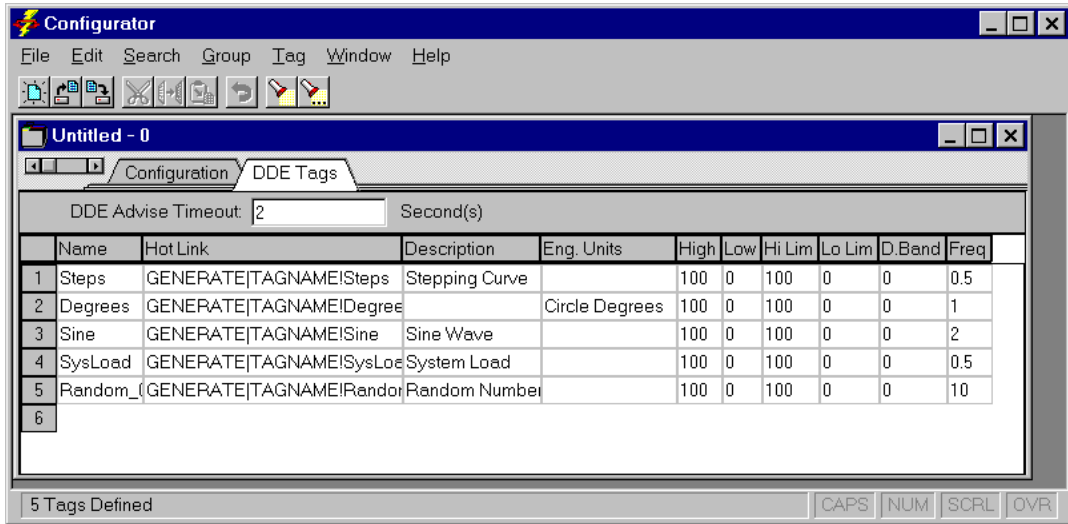 Configurator
File Edit Search Group Tag Window Help
Untitled - 0
Configuration DDE Tags
DDE Advise Timeout: 2 Second(s)
Name Hot Link Description Eng. Units High Low Hi Lim Lo Lim D.Band Freq
1 Steps GENERATE|TAGNAME!Steps Stepping Curve 100 0 100 0 0 0.5
2 Degrees GENERATE|TAGNAME!Degree Circle Degrees 100 0 100 0 0 1
3 Sine GENERATE|TAGNAME!Sine Sine Wave 100 0 100 0 0 2
4 SysLoad GENERATE|TAGNAME!SysLoa System Load 100 0 100 0 0 0.5
5 Random_( GENERATE|TAGNAME!Random Random Number 100 0 100 0 0 10
6
5 Tags Defined CAPS NUM SCRL OVR